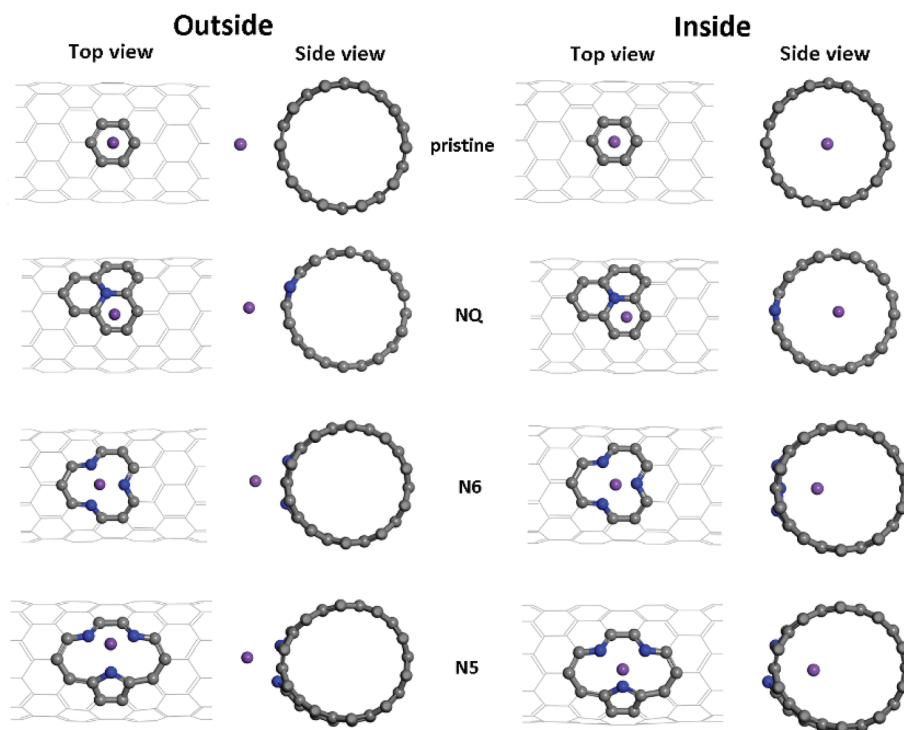 Outside
Inside
Top view
Side view
Top view
Side view
pristine
NQ
N6
N5